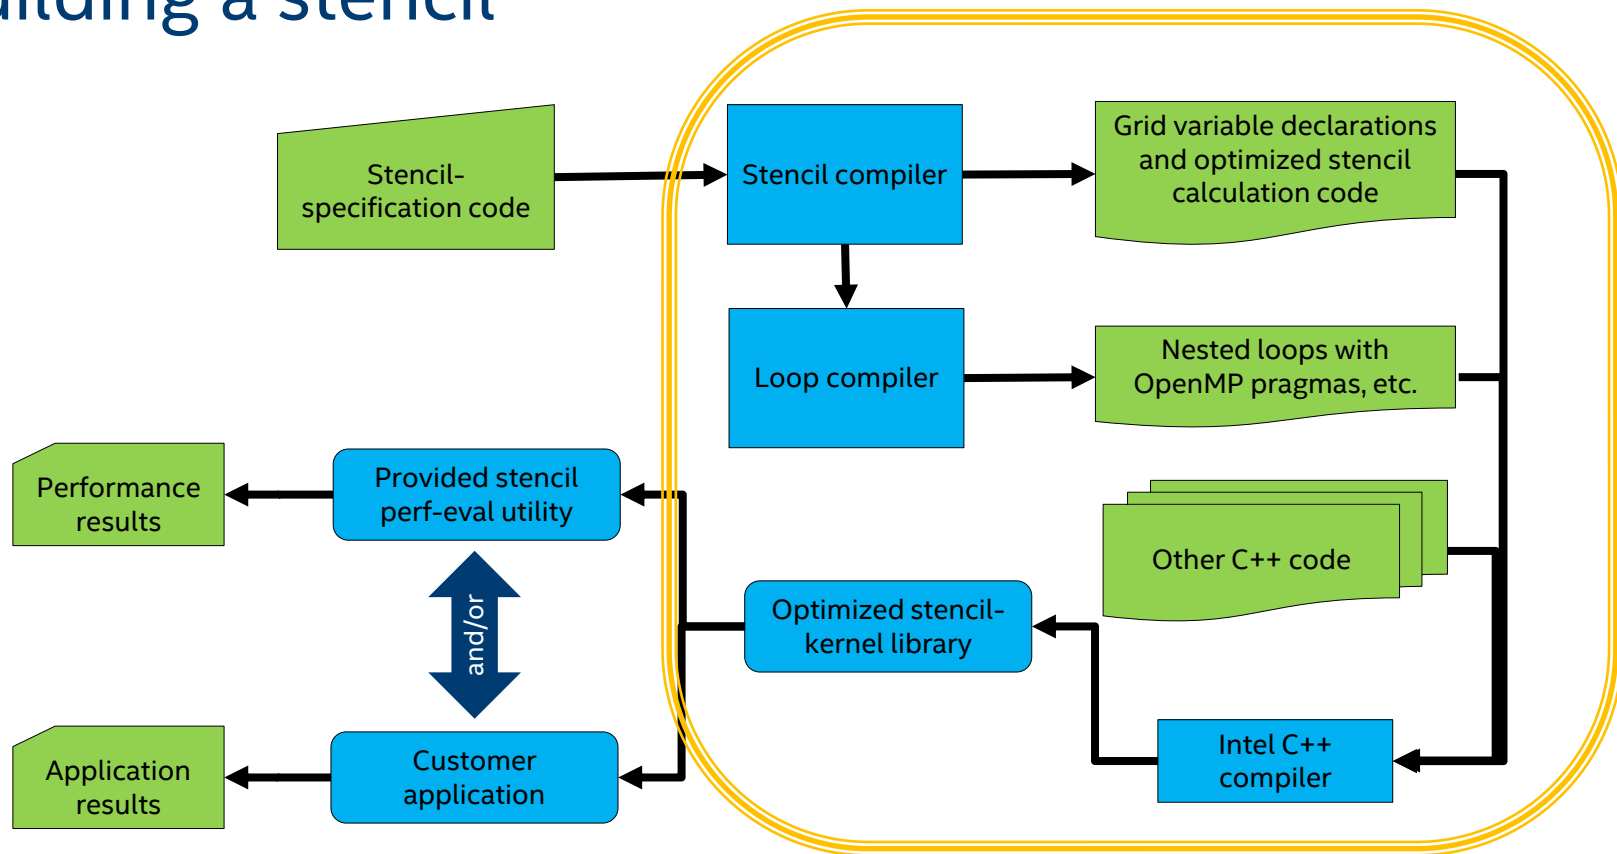 a stencil
Stencil-
specification code
Stencil compiler
Grid variable declarations
and optimized stencil
calculation code
Loop compiler
Nested loops with
OpenMP pragmas, etc.
Performance
results
Provided stencil
perf-eval utility
Other C++ code
and/or
Optimized stencil-
kernel library
Application
results
Customer
application
Intel C++
compiler